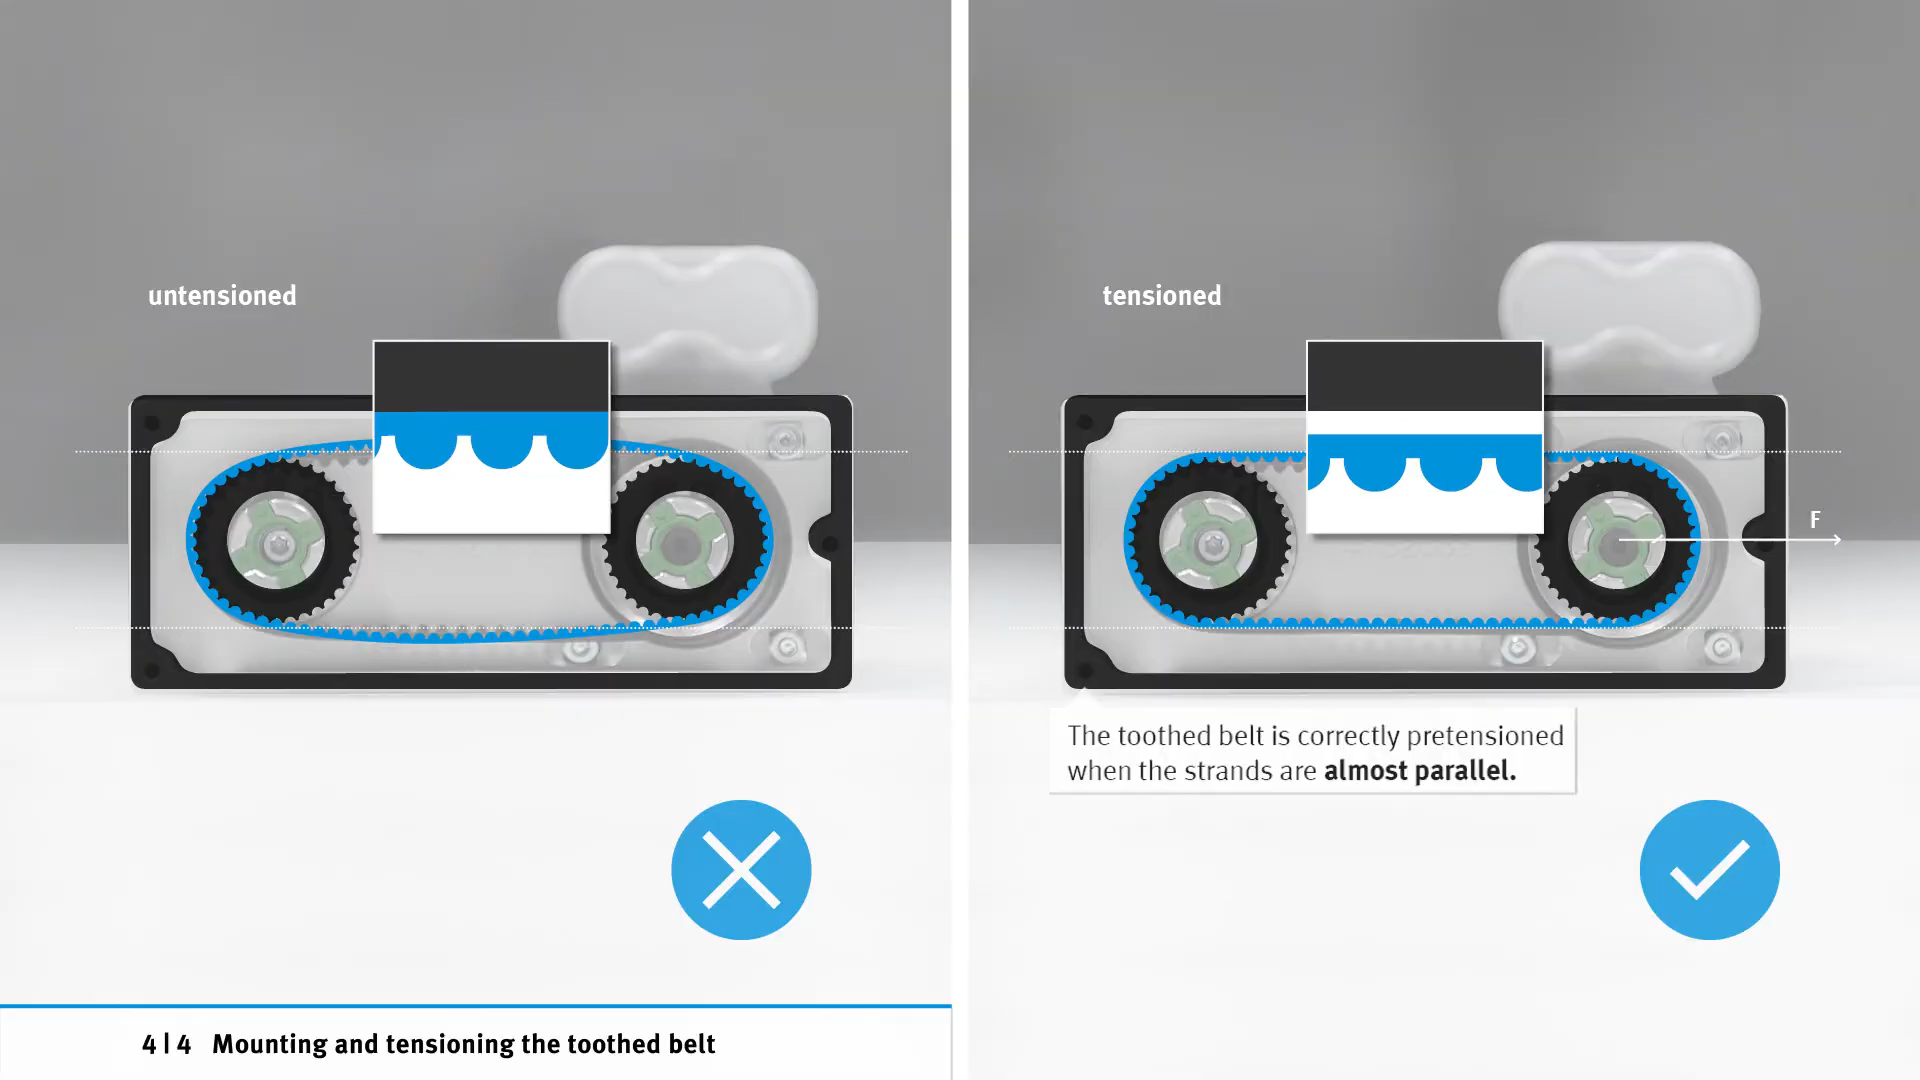 untensioned
tensioned
F
The toothed belt is correctly pretensioned
when the strands are almost parallel.
4|4 Mounting and tensioning the toothed belt